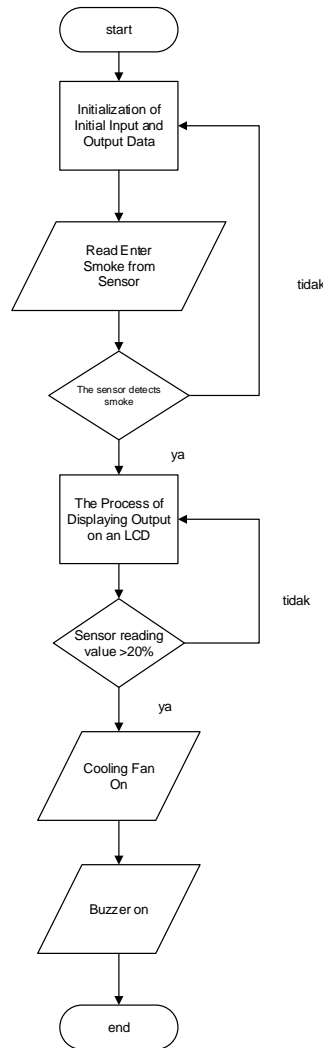 start
Initialization of
Initial Input and
Output Data
Read Enter
Smoke from
Sensor
tidak
The sensor detects
smoke
ya
The Process of
Displaying Output
on an LCD
tidak
Sensor reading
value >20%
ya
Cooling Fan
On
Buzzer on
end